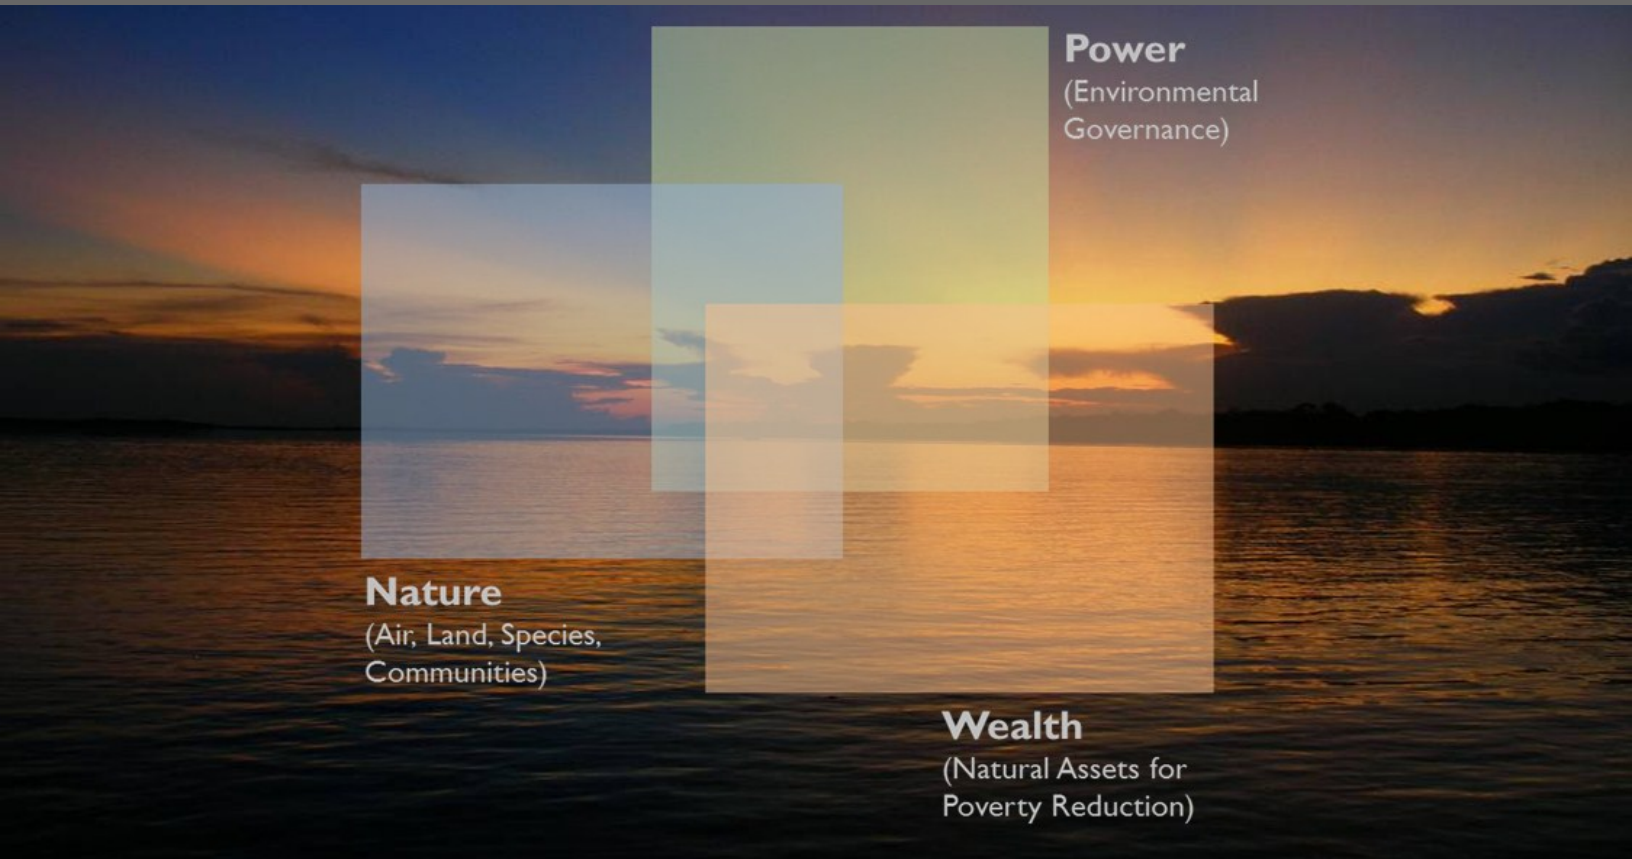 Power
(Environmental
Governance)
Nature
(Air, Land, Species,
Communities)
Wealth
(Natural Assets for
Poverty Reduction)